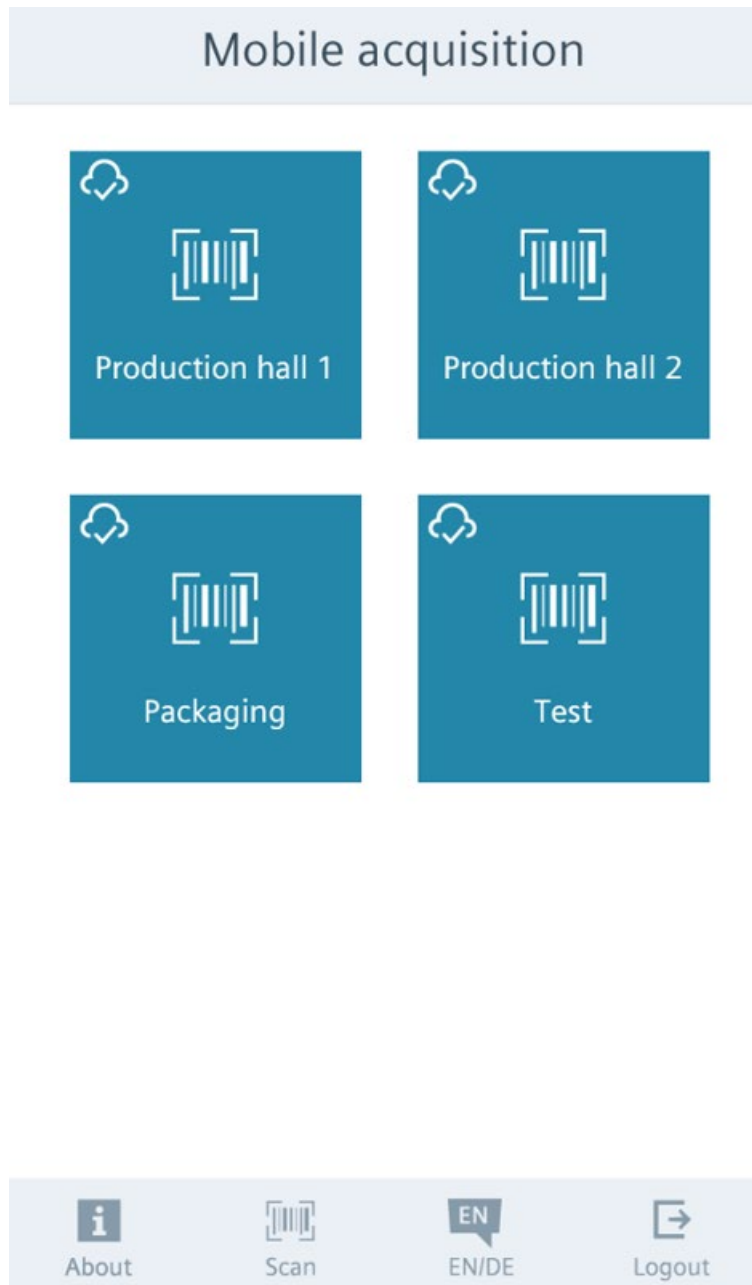 Mobile acquisition
Production hall 1
Production hall 2
Packaging
Test
i
About
Scan
EN
EN/DE
Logout